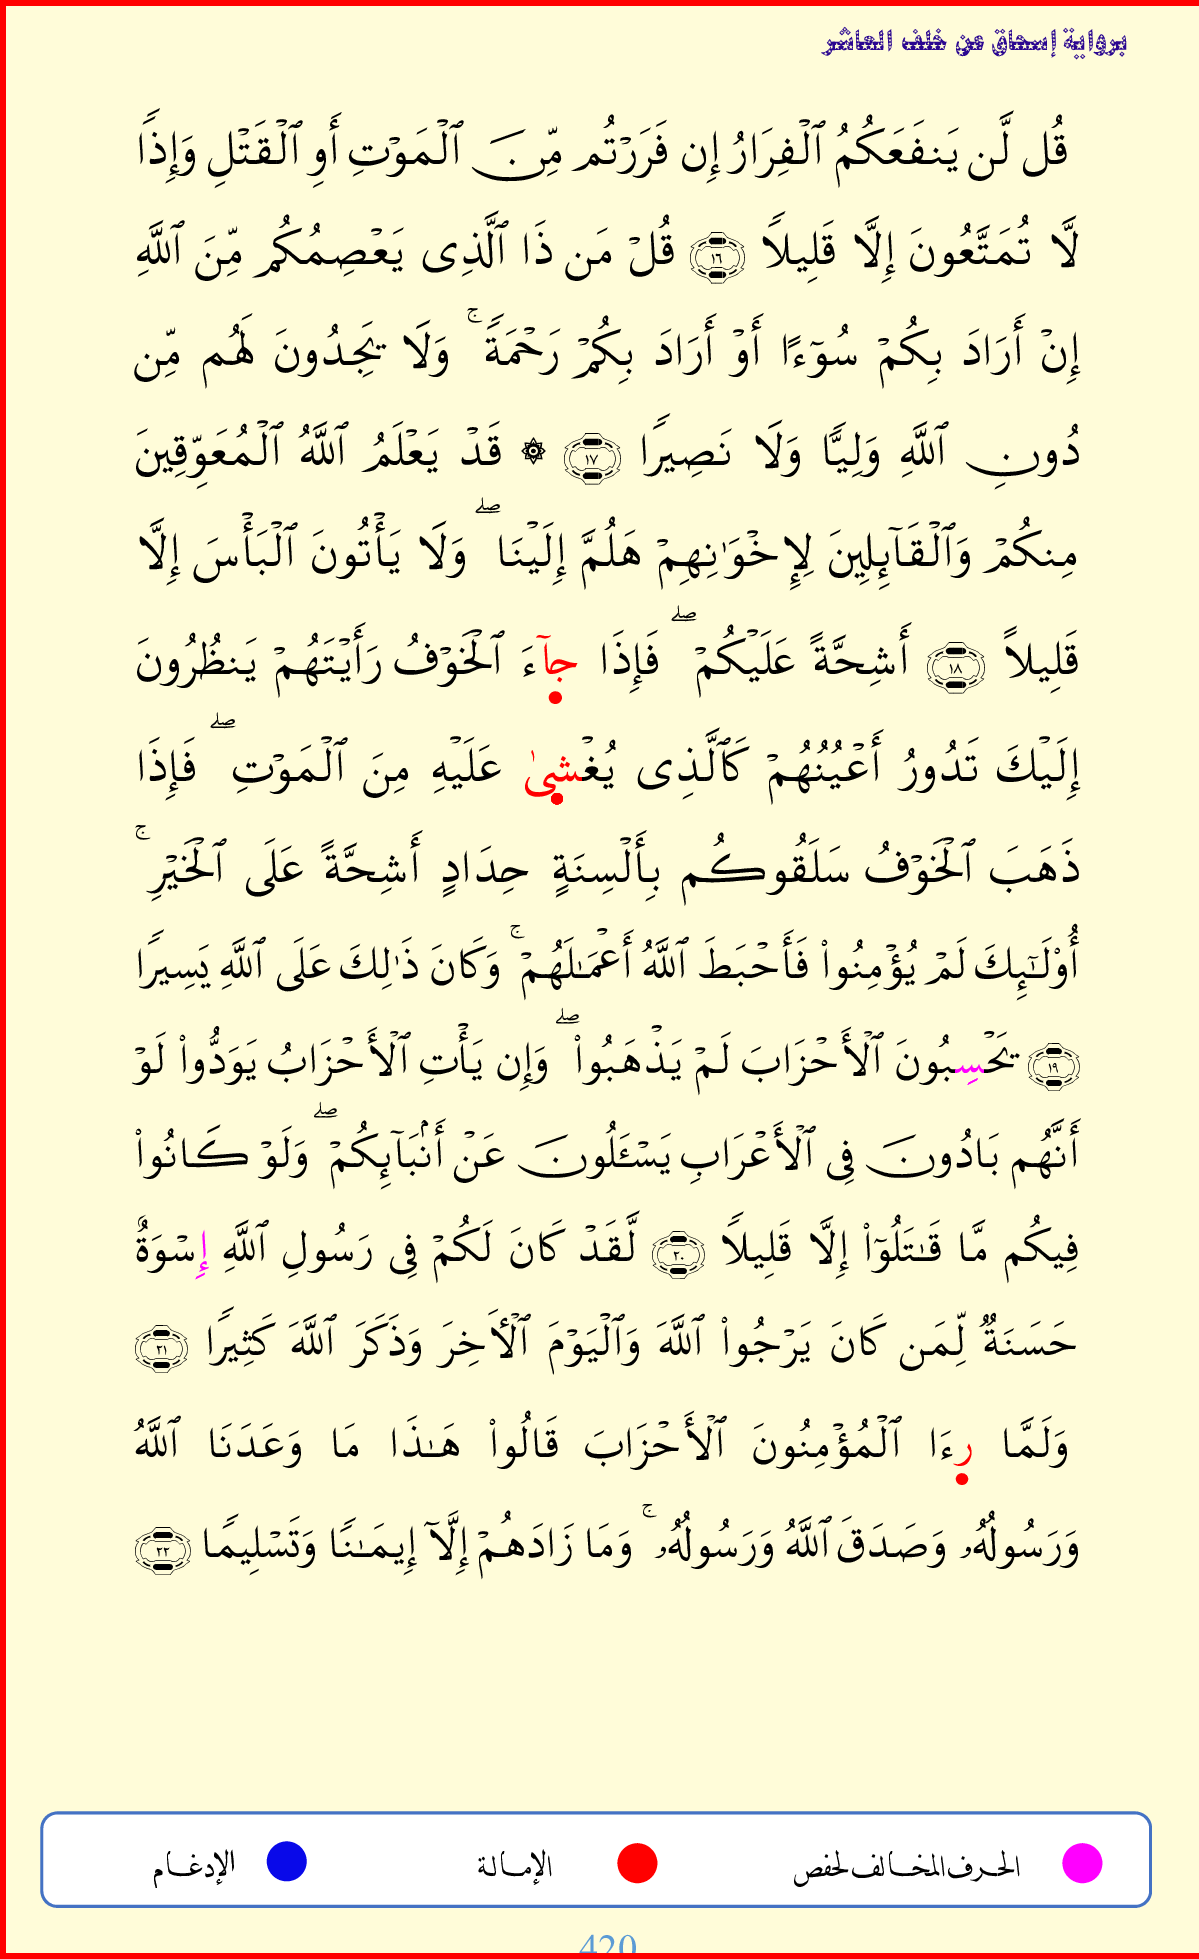 برواية إسحاق عن خلف العاشر
قُل لَّن يَنفَعَكُمُ ٱلۡفِرَارُ إِن فَرَرۡتُم مِّنَ ٱلۡمَوۡتِ أَوِ ٱلۡقَتۡلِ وَإِذٗا
لَّا تُمَتَّعُونَ إِلَّا قَلِيلٗا ١٦ قُلۡ مَن ذَا ٱلَّذِي يَعۡصِمُكُم مِّنَ ٱللَّهِ
إِنۡ أَرَادَ بِكُمۡ سُوٓءًا أَوۡ أَرَادَ بِكُمۡ رَحۡمَةٗۚ وَلَا يَجِدُونَ لَهُم مِّن
دُونِ ٱللَّهِ وَلِيّٗا وَلَا نَصِيرٗا ١٧ ۞ قَدۡ يَعۡلَمُ ٱللَّهُ ٱلۡمُعَوِّقِينَ
مِنكُمۡ وَٱلۡقَآئِلِينَ لِإِخۡوَٰنِهِمۡ هَلُمَّ إِلَيۡنَاۖ وَلَا يَأۡتُونَ ٱلۡبَأۡسَ إِلَّا
قَلِيلًا ١٨ أَشِحَّةً عَلَيۡكُمۡۖ فَإِذَا جآءَ ٱلۡخَوۡفُ رَأَيۡتَهُمۡ يَنظُرُونَ
إِلَيۡكَ تَدُورُ أَعۡيُنُهُمۡ كَٱلَّذِي يُغۡشىٰ عَلَيۡهِ مِنَ ٱلۡمَوۡتِۖ فَإِذَا
ذَهَبَ ٱلۡخَوۡفُ سَلَقُوكُم بِأَلۡسِنَةٍ حِدَادٍ أَشِحَّةً عَلَى ٱلۡخَيۡرِۚ
أُوْلَٰٓئِكَ لَمۡ يُؤۡمِنُواْ فَأَحۡبَطَ ٱللَّهُ أَعۡمَٰلَهُمۡۚ وَكَانَ ذَٰلِكَ عَلَى ٱللَّهِ يَسِيرٗا
١٩ يَحۡسِبُونَ ٱلۡأَحۡزَابَ لَمۡ يَذۡهَبُواْۖ وَإِن يَأۡتِ ٱلۡأَحۡزَابُ يَوَدُّواْ لَوۡ
أَنَّهُم بَادُونَ فِي ٱلۡأَعۡرَابِ يَسۡـَٔلُونَ عَنۡ أَنۢبَآئِكُمۡۖ وَلَوۡ كَانُواْ
فِيكُم مَّا قَٰتَلُوٓاْ إِلَّا قَلِيلٗا ٢٠ لَّقَدۡ كَانَ لَكُمۡ فِي رَسُولِ ٱللَّهِ إِسۡوَةٌ
حَسَنَةٞ لِّمَن كَانَ يَرۡجُواْ ٱللَّهَ وَٱلۡيَوۡمَ ٱلۡأٓخِرَ وَذَكَرَ ٱللَّهَ كَثِيرٗا ٢١
وَلَمَّا رءَا ٱلۡمُؤۡمِنُونَ ٱلۡأَحۡزَابَ قَالُواْ هَٰذَا مَا وَعَدَنَا ٱللَّهُ
وَرَسُولُهُۥ وَصَدَقَ ٱللَّهُ وَرَسُولُهُۥۚ وَمَا زَادَهُمۡ إِلَّآ إِيمَٰنٗا وَتَسۡلِيمٗا ٢٢
الحرف المخالف لحفص الإمالة الإدغام
420